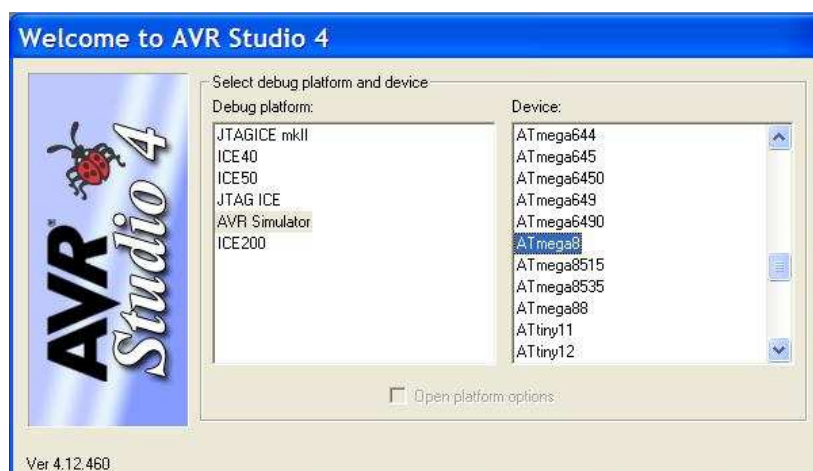 Welcome to AVR Studio 4
AVR Studio 4
Select debug platform and device
Debug platform:
JTAGICE mkII
ICE40
ICE50
JTAG ICE
AVR Simulator
ICE200
Device:
ATmega644
ATmega645
ATmega6450
ATmega649
ATmega6490
ATmega8
ATmega8515
ATmega8535
ATmega88
ATtiny11
ATtiny12
Open platform options
Ver 4.12.460